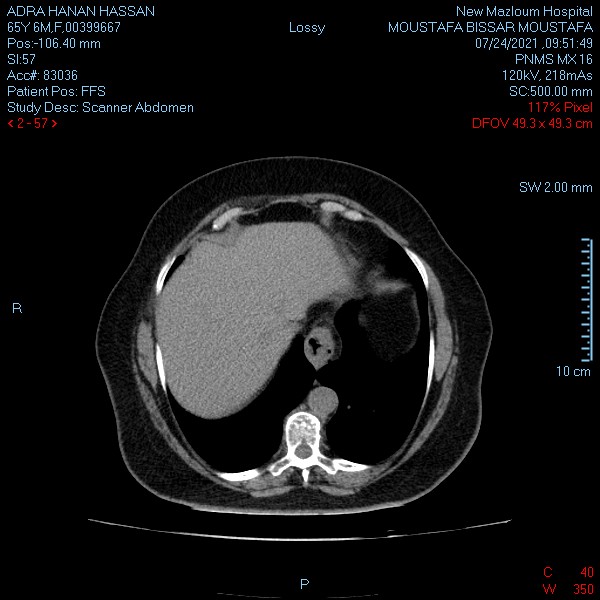 ADRA HANAN HASSAN
65Y 6M,F,00399667
Pos:-106.40 mm
SI:57
Acc#: 83036
Patient Pos: FFS
Study Desc: Scanner Abdomen
< 2 - 57 >
Lossy
New Mazloum Hospital
MOUSTAFA BISSAR MOUSTAFA
07/24/2021 ,09:51:49
PNMS MX 16
120kV, 218mAs
SC:500.00 mm
117% Pixel
DFOV 49.3 x 49.3 cm
SW 2.00 mm
R
10 cm
P
C 40
W 350